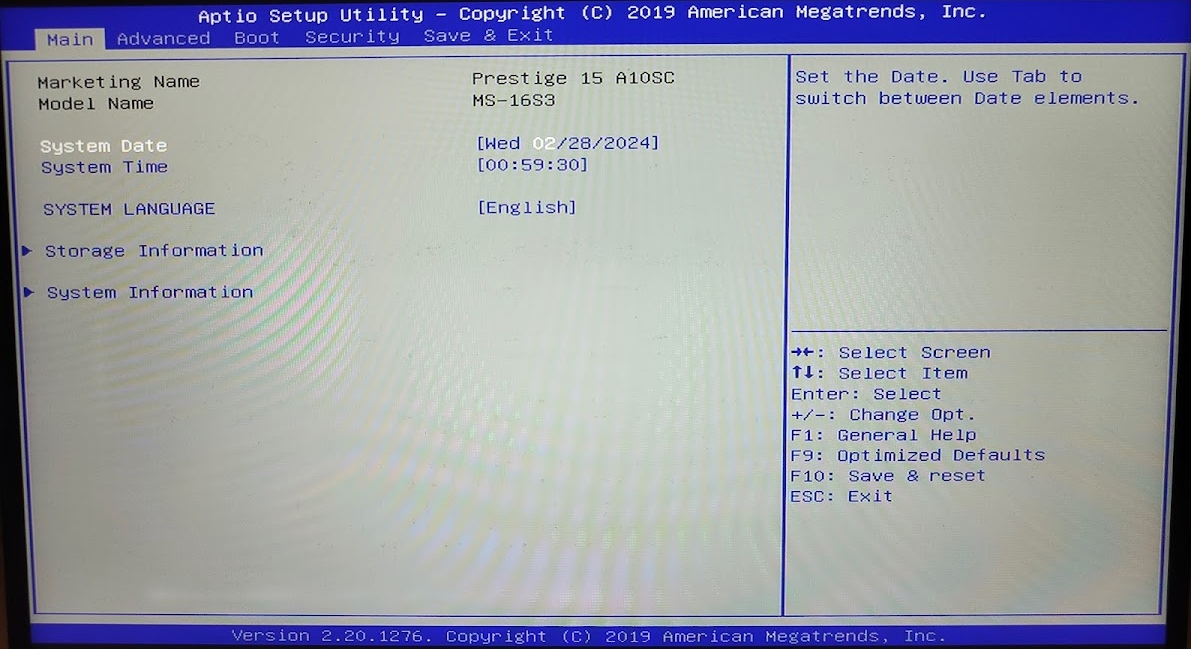 Aptio Setup Utility – Copyright (C) 2019 American Megatrends, Inc.
Main Advanced Boot Security Save & Exit
Marketing Name Prestige 15 A10SC
Model Name MS-16S3
System Date [Wed 02/28/2024]
System Time [00:59:30]
SYSTEM LANGUAGE [English]
► Storage Information
► System Information
Set the Date. Use Tab to
switch between Date elements.
→←: Select Screen
↑↓: Select Item
Enter: Select
+/-: Change Opt.
F1: General Help
F9: Optimized Defaults
F10: Save & reset
ESC: Exit
Version 2.20.1276. Copyright (C) 2019 American Megatrends, Inc.